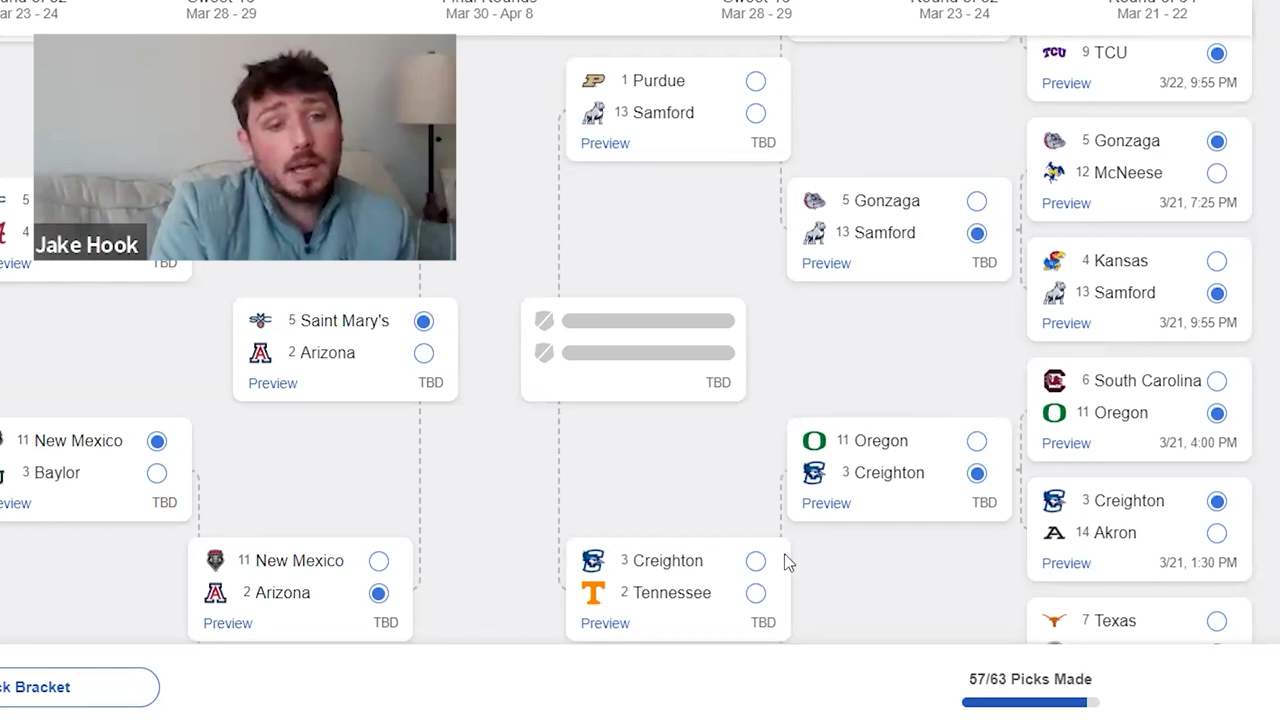 Mar 28 - 29
Mar 30 - Apr 8
Mar 28 - 29
Mar 23 - 24
Mar 21 - 22
9 TCU
Preview 3/22, 9:55 PM
1 Purdue
13 Samford
Preview TBD
5 Gonzaga
12 McNeese
Preview 3/21, 7:25 PM
5
4
TBD
Jake Hook
5 Gonzaga
13 Samford
Preview TBD
4 Kansas
13 Samford
Preview 3/21, 9:55 PM
5 Saint Mary's
2 Arizona
Preview TBD
TBD
6 South Carolina
11 Oregon
Preview 3/21, 4:00 PM
11 New Mexico
3 Baylor
eview TBD
11 Oregon
3 Creighton
Preview TBD
3 Creighton
14 Akron
Preview 3/21, 1:30 PM
11 New Mexico
2 Arizona
Preview TBD
3 Creighton
2 Tennessee
Preview TBD
7 Texas
ck Bracket
57/63 Picks Made